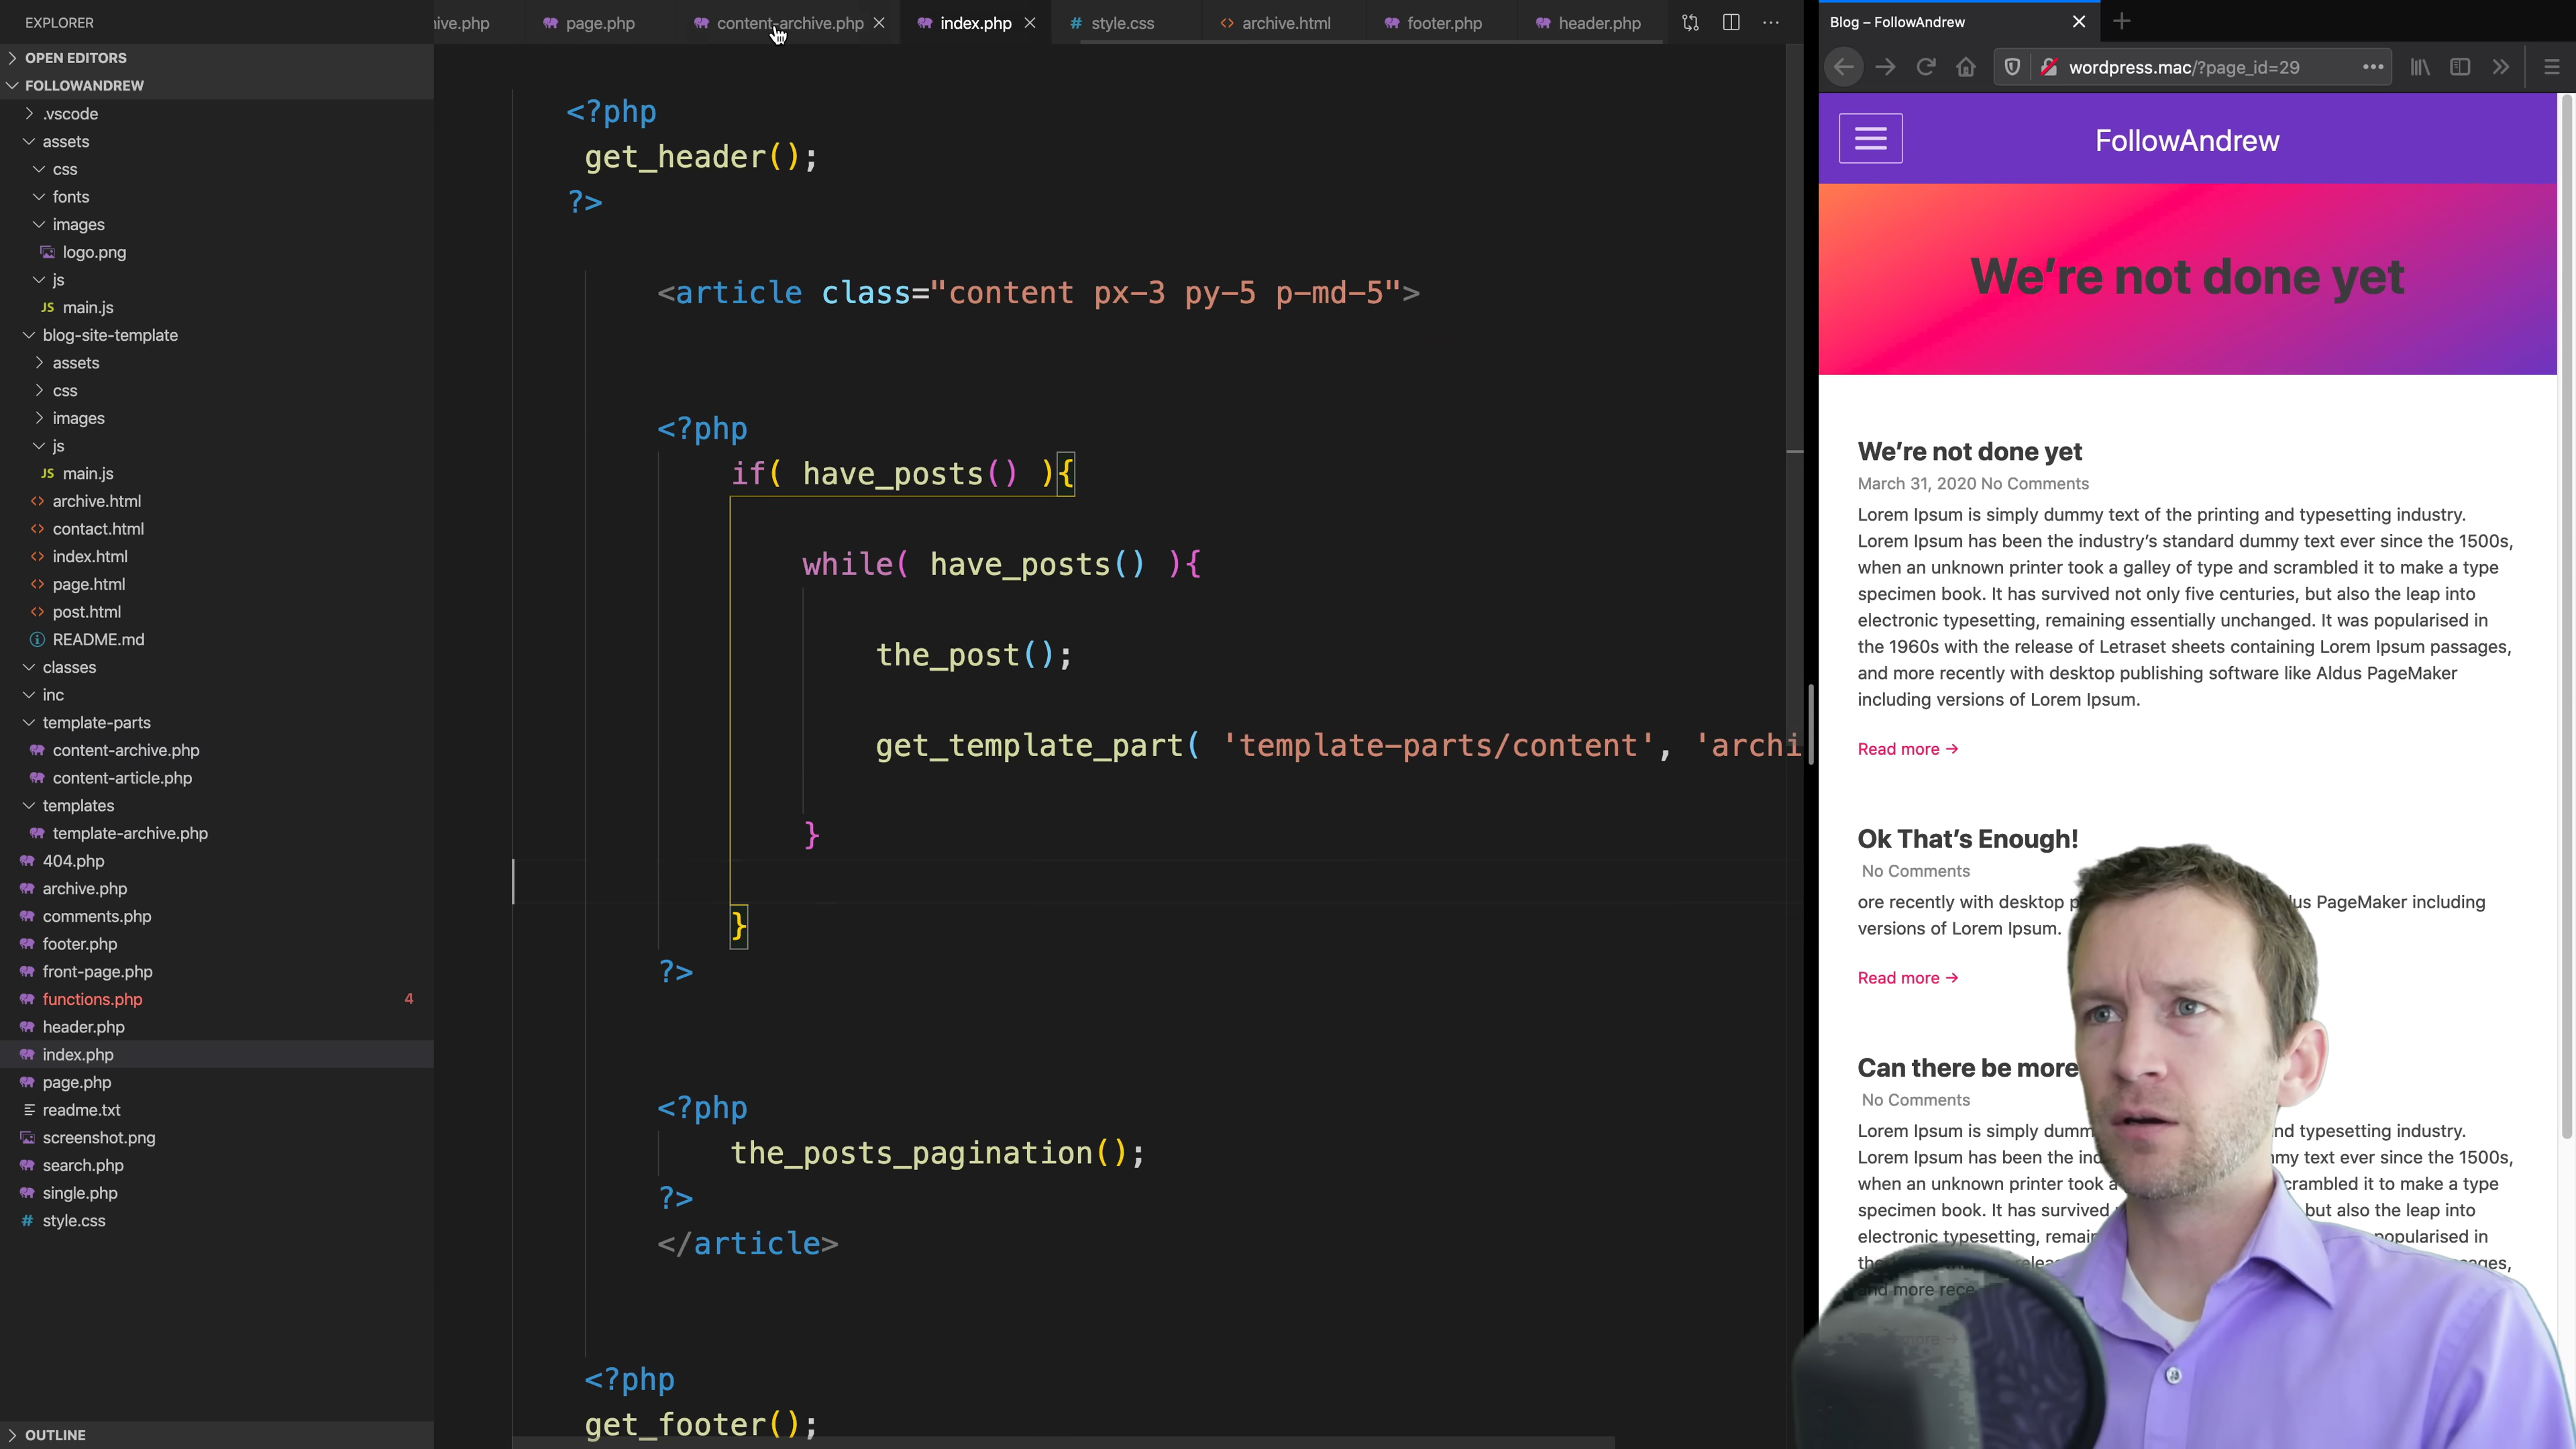 EXPLORER
OPEN EDITORS
FOLLOWANDREW
.vscode
assets
css
fonts
images
logo.png
js
main.js
blog-site-template
assets
css
images
js
main.js
archive.html
contact.html
index.html
page.html
post.html
README.md
classes
inc
template-parts
content-archive.php
content-article.php
templates
template-archive.php
404.php
archive.php
comments.php
footer.php
front-page.php
functions.php 4
header.php
index.php
page.php
readme.txt
screenshot.png
search.php
single.php
style.css
OUTLINE
hive.php page.php content-archive.php index.php style.css archive.html footer.php header.php
<?php
get_header();
?>
<article class="content px-3 py-5 p-md-5">
<?php
if( have_posts() ){
while( have_posts() ){
the_post();
get_template_part( 'template-parts/content', 'archi
}
}
?>
<?php
the_posts_pagination();
?>
</article>
<?php
get_footer();
Blog – FollowAndrew
wordpress.mac/?page_id=29
FollowAndrew
We're not done yet
We're not done yet
March 31, 2020 No Comments
Lorem Ipsum is simply dummy text of the printing and typesetting industry.
Lorem Ipsum has been the industry's standard dummy text ever since the 1500s,
when an unknown printer took a galley of type and scrambled it to make a type
specimen book. It has survived not only five centuries, but also the leap into
electronic typesetting, remaining essentially unchanged. It was popularised in
the 1960s with the release of Letraset sheets containing Lorem Ipsum passages,
and more recently with desktop publishing software like Aldus PageMaker
including versions of Lorem Ipsum.
Read more →
Ok That's Enough!
No Comments
ore recently with desktop p us PageMaker including
versions of Lorem Ipsum.
Read more →
Can there be more
No Comments
Lorem Ipsum is simply dumm nd typesetting industry.
Lorem Ipsum has been the ind my text ever since the 1500s,
when an unknown printer took a crambled it to make a type
specimen book. It has survived but also the leap into
electronic typesetting, remain popularised in
the relea ages,
and more rece
more →